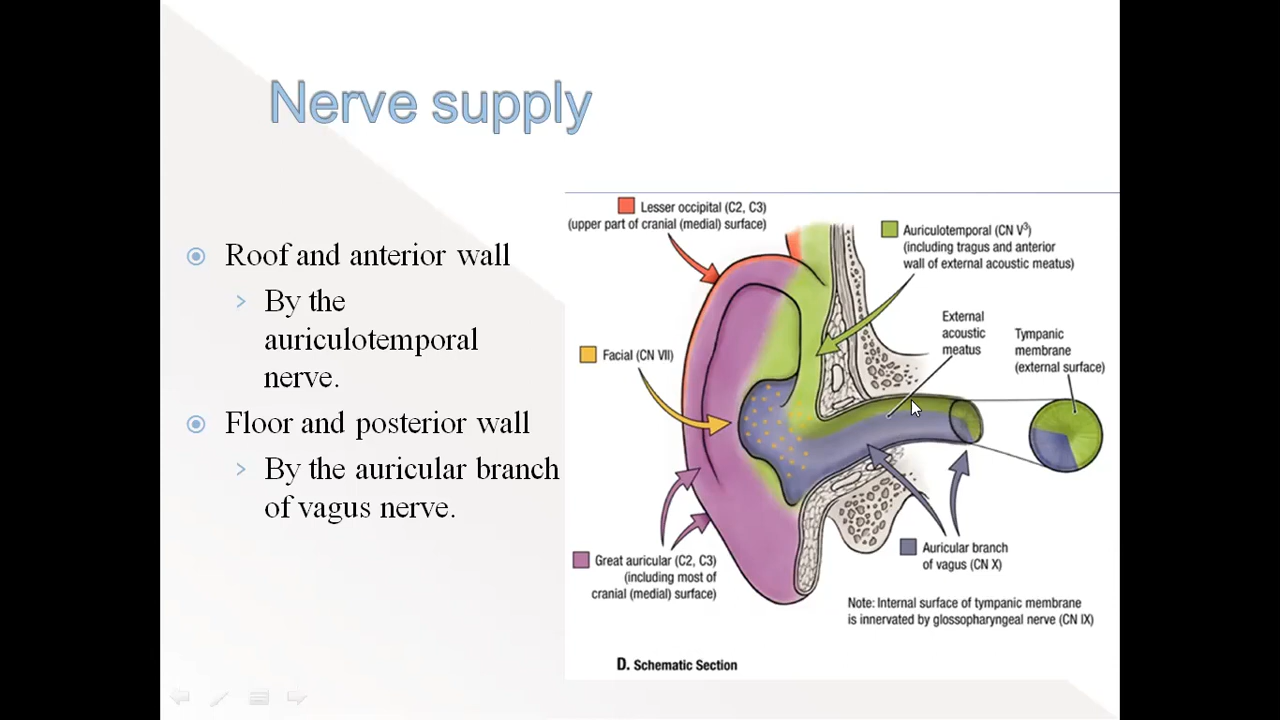 Nerve supply
Roof and anterior wall
By the
auriculotemporal
nerve.
Floor and posterior wall
By the auricular branch
of vagus nerve.
Lesser occipital (C2, C3)
(upper part of cranial (medial) surface)
Auriculotemporal (CN V³)
(including tragus and anterior
wall of external acoustic meatus)
External
acoustic
meatus
Tympanic
membrane
(external surface)
Facial (CN VII)
Great auricular (C2, C3)
(including most of
cranial (medial) surface)
Auricular branch
of vagus (CN X)
Note: Internal surface of tympanic membrane
is innervated by glossopharyngeal nerve (CN IX)
D. Schematic Section